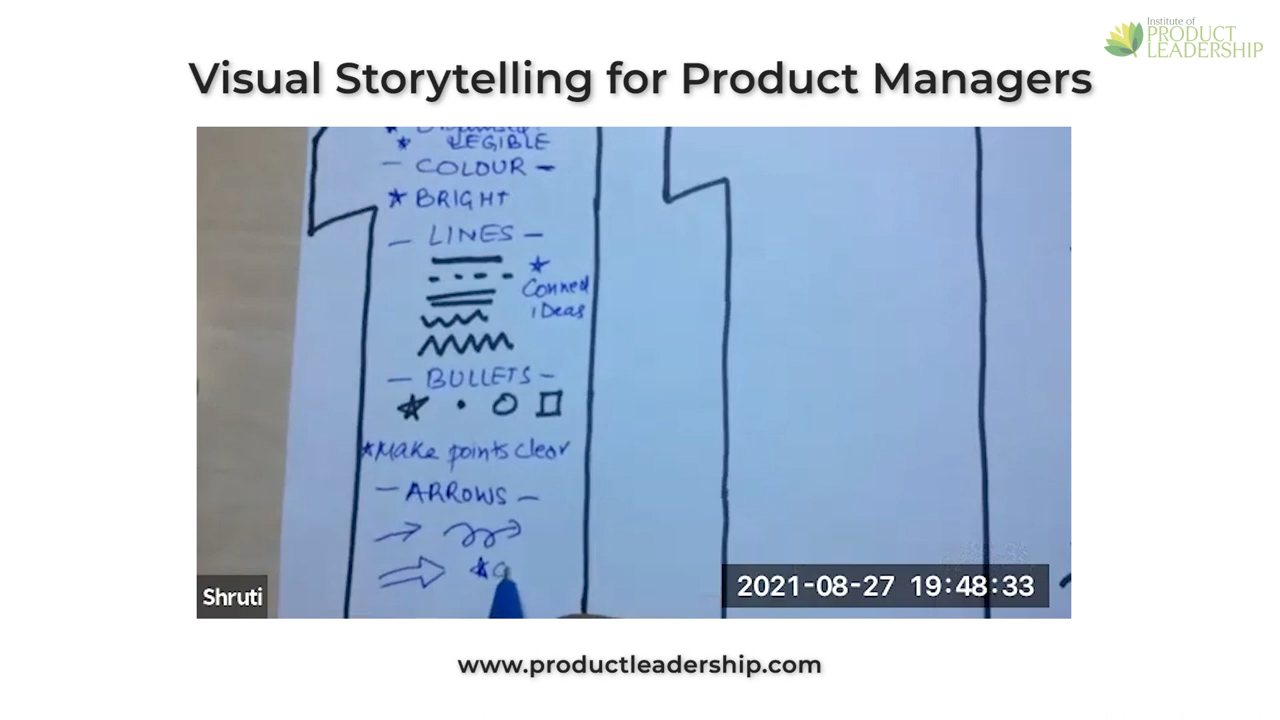 Institute of
PRODUCT
LEADERSHIP
Visual Storytelling for Product Managers
LEGIBLE
- COLOUR -
BRIGHT
- LINES -
Connect
iDeas
- BULLETS -
Make points clear
- ARROWS -
Shruti
2021-08-27 19:48:33
www.productleadership.com